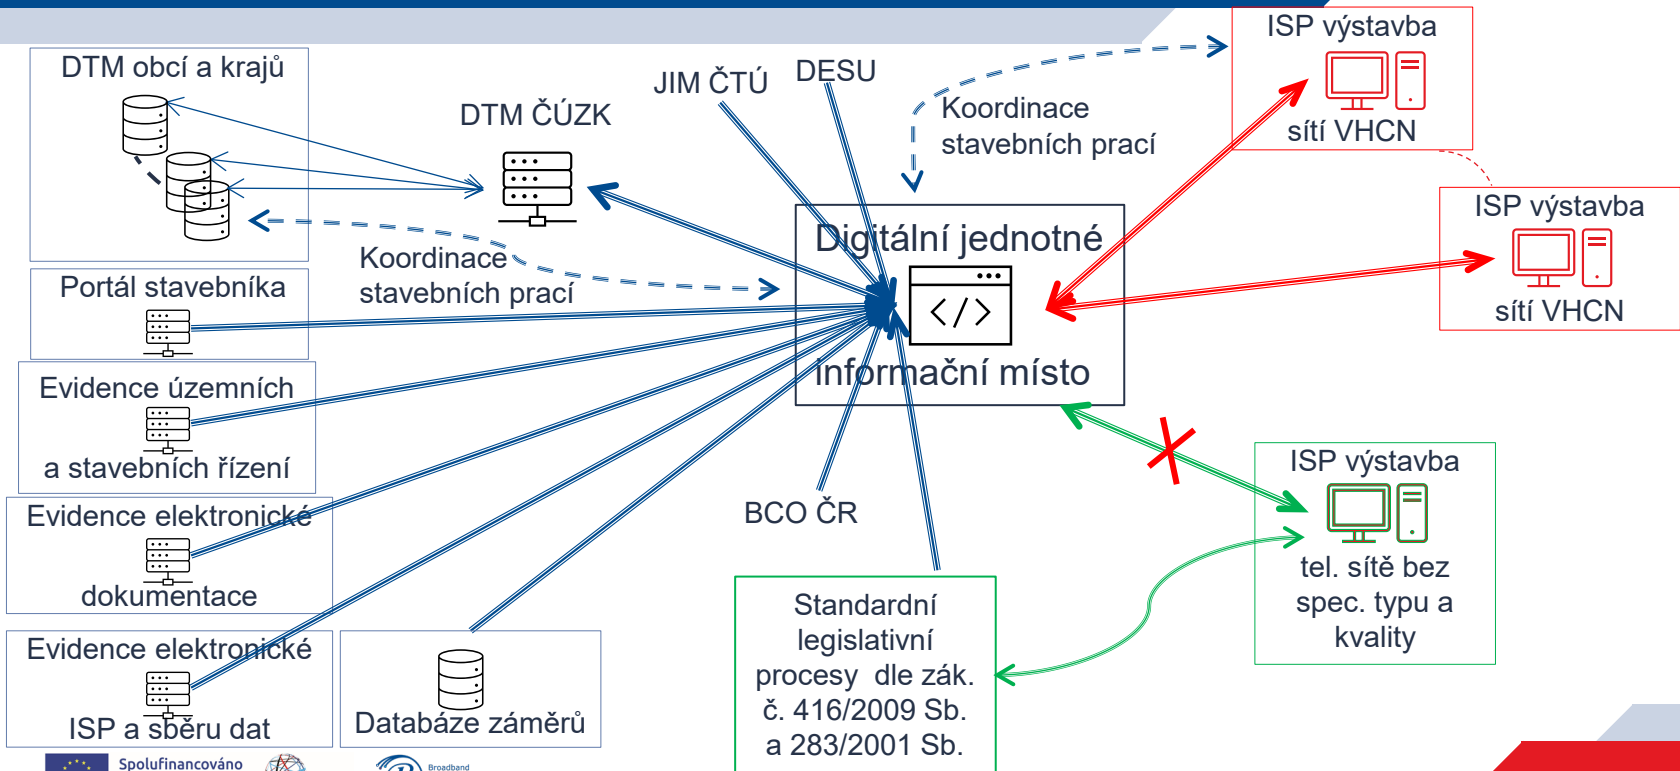 ISP výstavba
sítí VHCN
DTM obcí a krajů
DTM ČÚZK
JIM ČTÚ
DESU
Koordinace
stavebních prací
ISP výstavba
sítí VHCN
Koordinace
stavebních prací
Digitální jednotné
</>
informační místo
Portál stavebníka
Evidence územních
a stavebních řízení
Evidence elektronické
dokumentace
Evidence elektronické
ISP a sběru dat
Databáze záměrů
BCO ČR
Standardní
legislativní
procesy dle zák.
č. 416/2009 Sb.
a 283/2001 Sb.
ISP výstavba
tel. sítě bez
spec. typu a
kvality
Spolufinancováno
Broadband